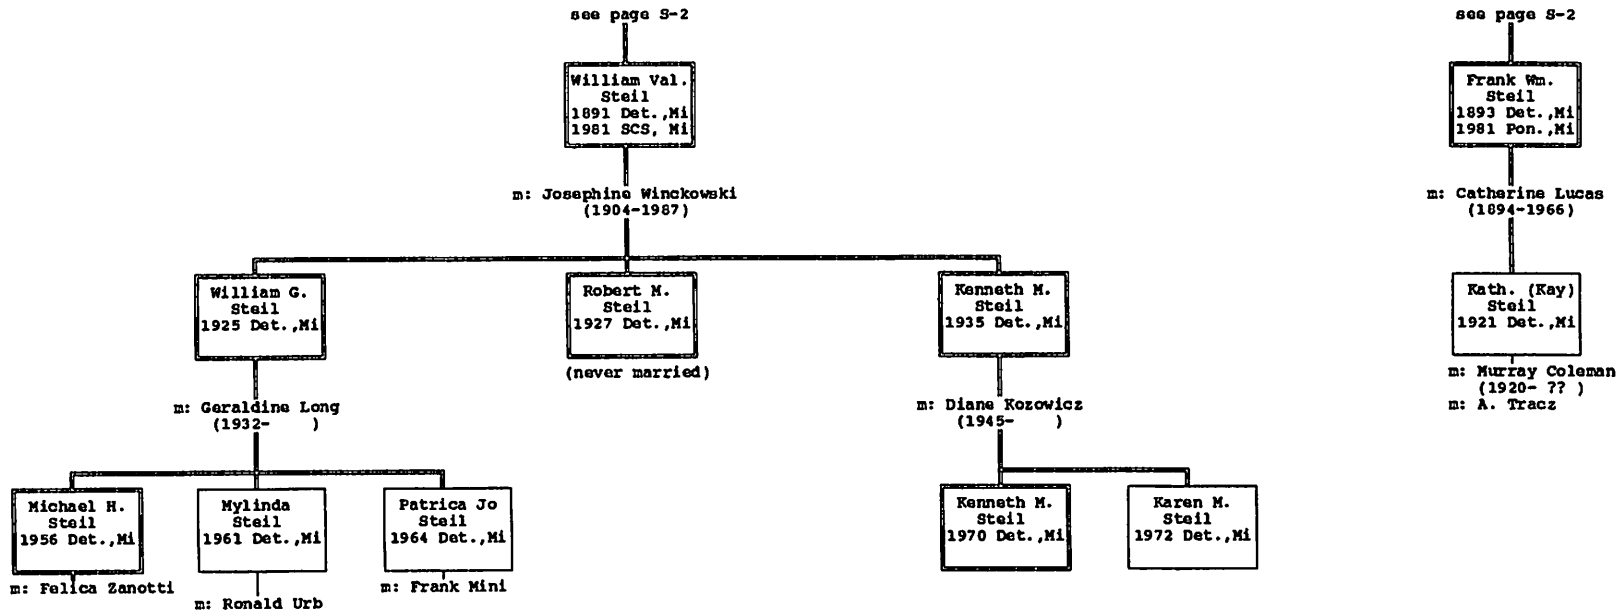 see page S-2
see page S-2
William Val.
Steil
1891 Det.,Mi
1981 SCS, Mi
Frank Wm.
Steil
1893 Det.,Mi
1981 Pon.,Mi
m: Josephine Winckowski
(1904-1987)
m: Catherine Lucas
(1894-1966)
William G.
Steil
1925 Det.,Mi
Robert M.
Steil
1927 Det.,Mi
(never married)
Kenneth M.
Steil
1935 Det.,Mi
Kath. (Kay)
Steil
1921 Det.,Mi
m: Murray Coleman
(1920- ?? )
m: A. Tracz
m: Geraldine Long
(1932- )
m: Diane Kozowicz
(1945- )
Michael H.
Steil
1956 Det.,Mi
m: Felica Zanotti
Mylinda
Steil
1961 Det.,Mi
m: Ronald Urb
Patrica Jo
Steil
1964 Det.,Mi
m: Frank Mini
Kenneth M.
Steil
1970 Det.,Mi
Karen M.
Steil
1972 Det.,Mi